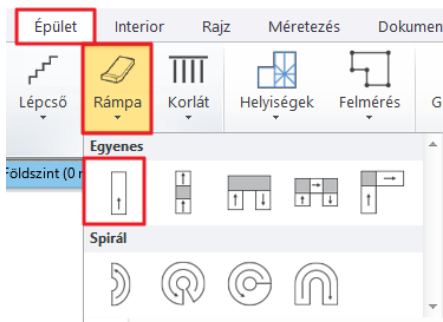 Épület Interior Rajz Méretezés Dokumen
Lépcső Rámpa Korlát Helyiségek Felmérés G
Egyenes
Földszint (0 r
Spirál